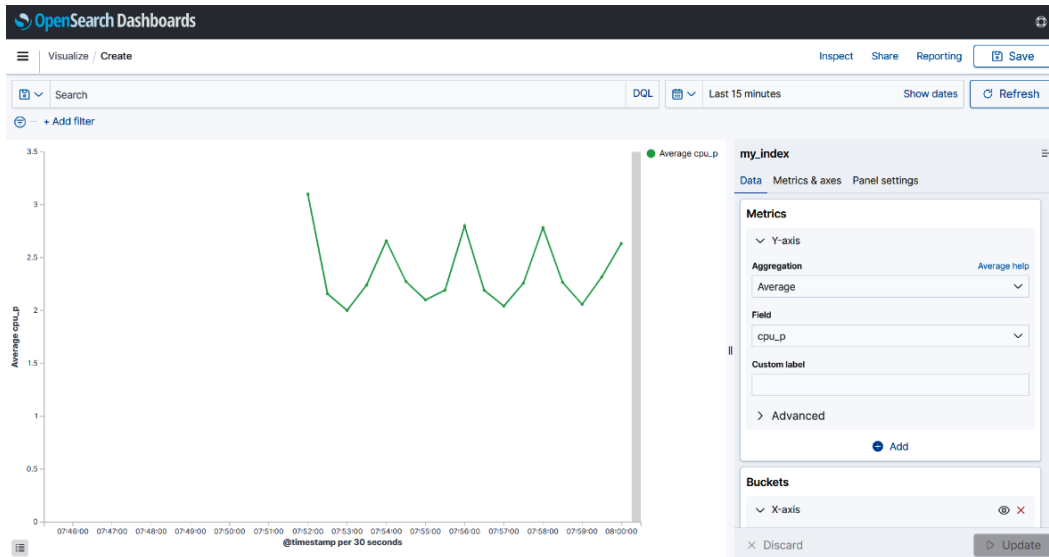 OpenSearch Dashboards
Visualize / Create
Inspect Share Reporting Save
Search DQL Last 15 minutes Show dates Refresh
+ Add filter
3.5
3
2.5
2
1.5
1
0.5
0
Average cpu_p
07:46:00 07:47:00 07:48:00 07:49:00 07:50:00 07:51:00 07:52:00 07:53:00 07:54:00 07:55:00 07:56:00 07:57:00 07:58:00 07:59:00 08:00:00
@timestamp per 30 seconds
Average cpu_p
my_index
Data Metrics & axes Panel settings
Metrics
Y-axis
Aggregation Average help
Average
Field
cpu_p
Custom label
Advanced
Add
Buckets
X-axis
Discard Update